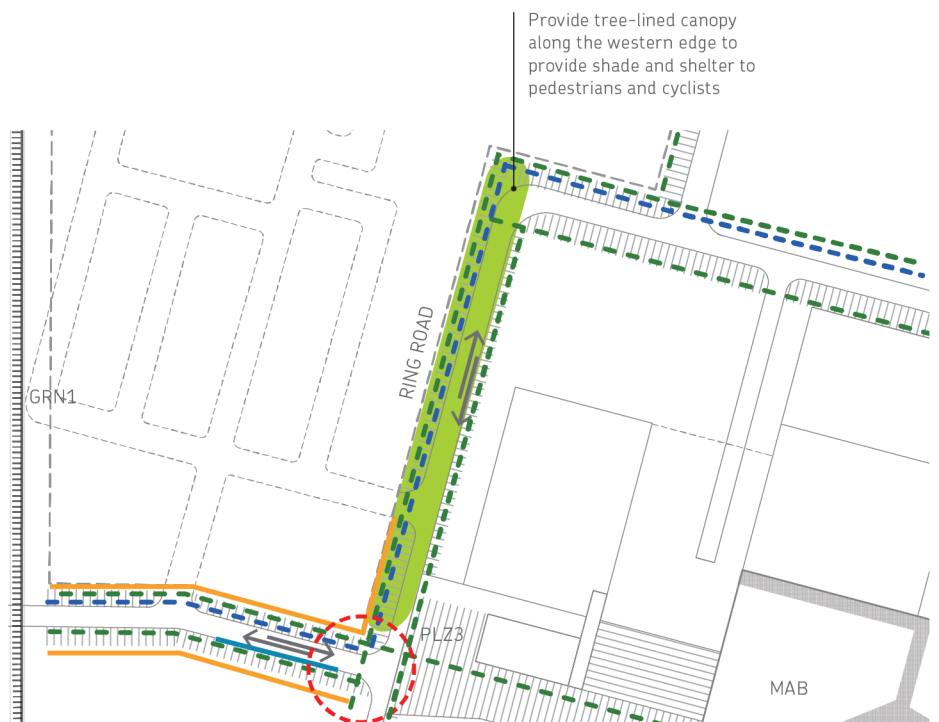 Provide tree-lined canopy
along the western edge to
provide shade and shelter to
pedestrians and cyclists
RING ROAD
GRN1
PLZ3
MAB